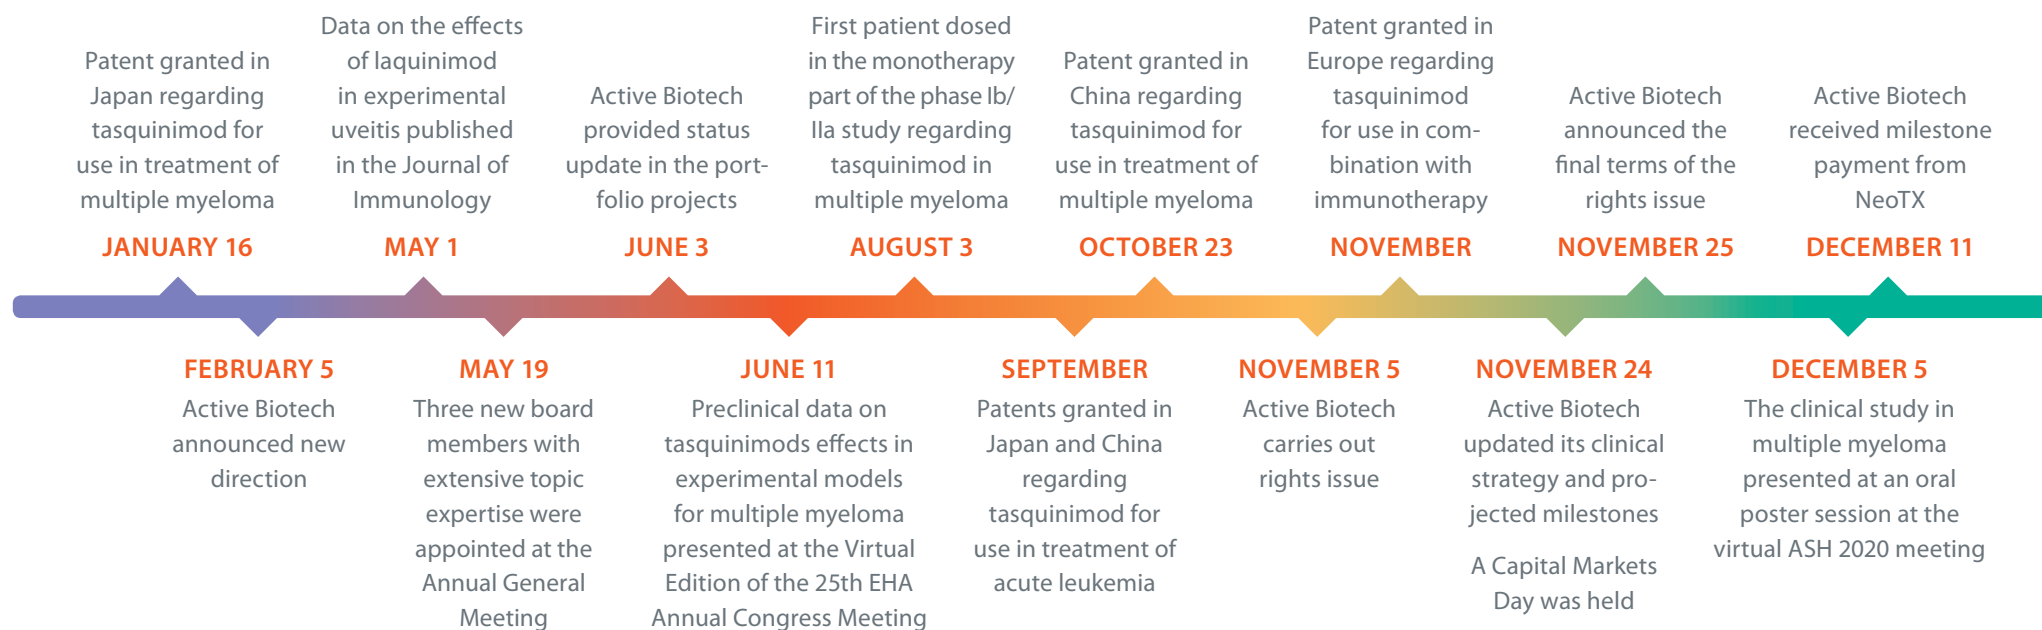 Patent granted in
Japan regarding
tasquinimod for
use in treatment of
multiple myeloma
JANUARY 16
Data on the effects
of laquinimod
in experimental
uveitis published
in the Journal of
Immunology
MAY 1
Active Biotech
provided status
update in the port-
folio projects
JUNE 3
First patient dosed
in the monotherapy
part of the phase Ib/
IIa study regarding
tasquinimod in
multiple myeloma
AUGUST 3
Patent granted in
China regarding
tasquinimod for
use in treatment of
multiple myeloma
OCTOBER 23
Patent granted in
Europe regarding
tasquinimod
for use in com-
bination with
immunotherapy
NOVEMBER
Active Biotech
announced the
final terms of the
rights issue
NOVEMBER 25
Active Biotech
received milestone
payment from
NeoTX
DECEMBER 11
FEBRUARY 5
Active Biotech
announced new
direction
MAY 19
Three new board
members with
extensive topic
expertise were
appointed at the
Annual General
Meeting
JUNE 11
Preclinical data on
tasquinimods effects in
experimental models
for multiple myeloma
presented at the Virtual
Edition of the 25th EHA
Annual Congress Meeting
SEPTEMBER
Patents granted in
Japan and China
regarding
tasquinimod for
use in treatment of
acute leukemia
NOVEMBER 5
Active Biotech
carries out
rights issue
NOVEMBER 24
Active Biotech
updated its clinical
strategy and pro-
jected milestones
A Capital Markets
Day was held
DECEMBER 5
The clinical study in
multiple myeloma
presented at an oral
poster session at the
virtual ASH 2020 meeting